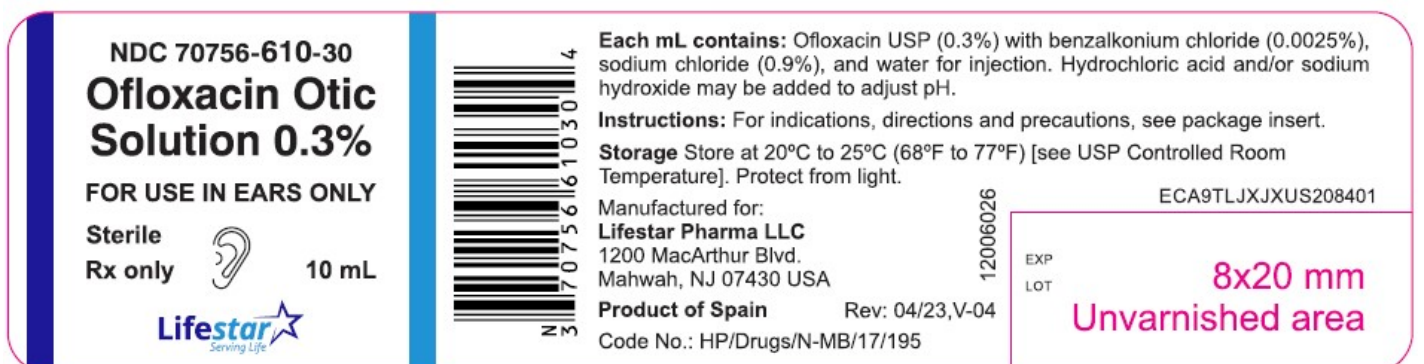 NDC 70756-610-30
Ofloxacin Otic
Solution 0.3%
FOR USE IN EARS ONLY
Sterile
Rx only 10 mL
Lifestar
Serving Life
N 3 70756 61030 4
Each mL contains: Ofloxacin USP (0.3%) with benzalkonium chloride (0.0025%),
sodium chloride (0.9%), and water for injection. Hydrochloric acid and/or sodium
hydroxide may be added to adjust pH.
Instructions: For indications, directions and precautions, see package insert.
Storage Store at 20ºC to 25ºC (68ºF to 77ºF) [see USP Controlled Room
Temperature]. Protect from light.
Manufactured for:
Lifestar Pharma LLC
1200 MacArthur Blvd.
Mahwah, NJ 07430 USA
Product of Spain Rev: 04/23,V-04
Code No.: HP/Drugs/N-MB/17/195
12006026
ECA9TLJXJXUS208401
EXP
LOT
8x20 mm
Unvarnished area